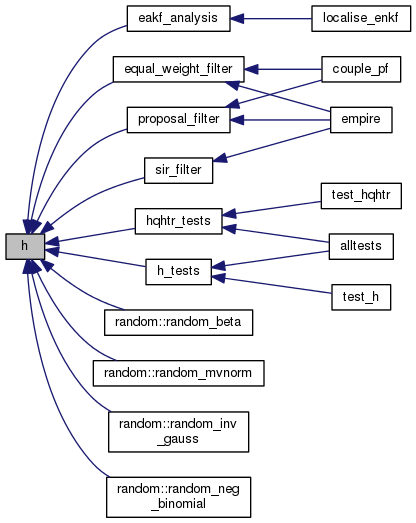 eakf_analysis
localise_enkf
equal_weight_filter
couple_pf
proposal_filter
empire
sir_filter
test_hqhtr
hqhtr_tests
h
alltests
h_tests
test_h
random::random_beta
random::random_mvnorm
random::random_inv
_gauss
random::random_neg
_binomial